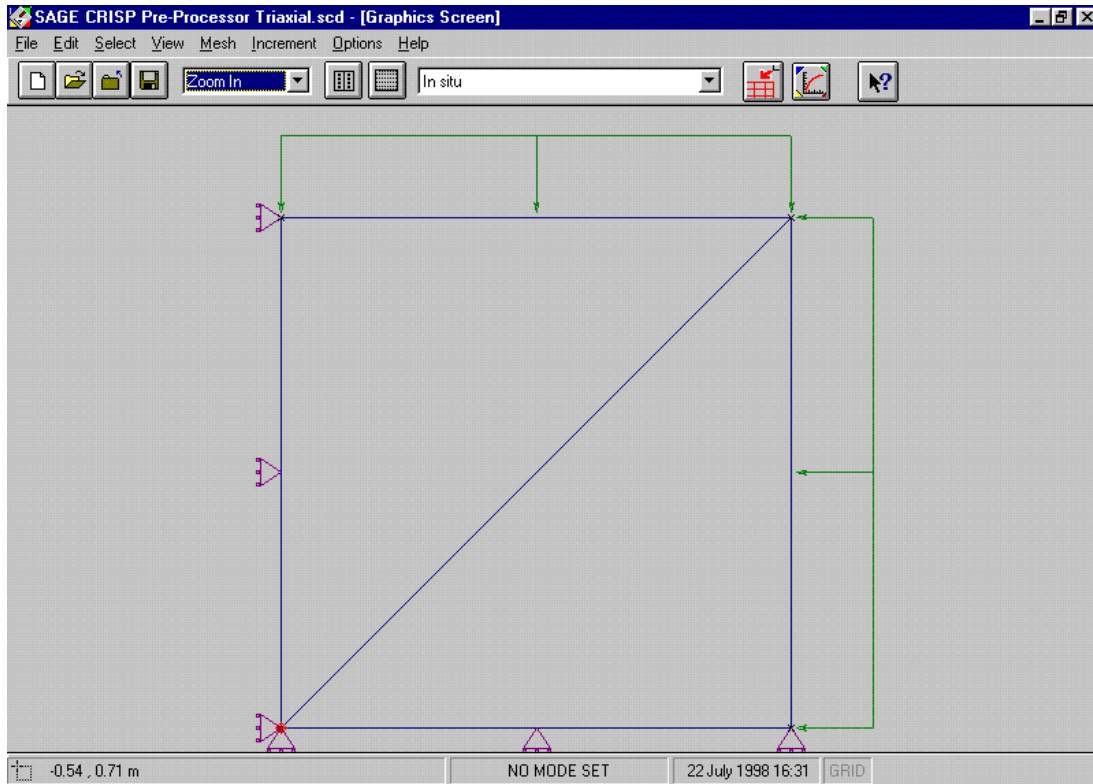 SAGE CRISP Pre-Processor Triaxial.scd - [Graphics Screen]
File Edit Select View Mesh Increment Options Help
Zoom In
In situ
-0.54 , 0.71 m
NO MODE SET
22 July 1998 16:31
GRID